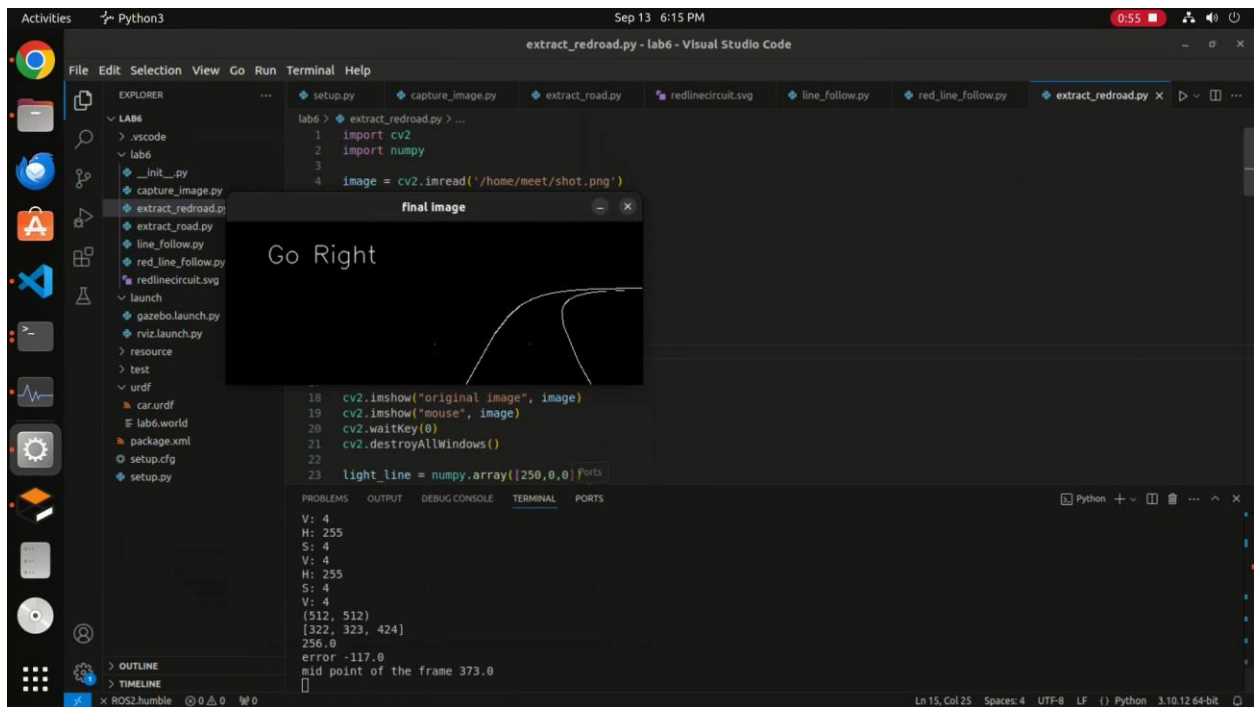 Activities Python3 Sep 13 6:15 PM 0:55
extract_redroad.py - lab6 - Visual Studio Code
File Edit Selection View Go Run Terminal Help
EXPLORER ···
LAB6
.vscode
lab6
__init__.py
capture_image.py
extract_redroad.py
extract_road.py
line_follow.py
red_line_follow.py
redlinecircuit.svg
launch
gazebo.launch.py
rviz.launch.py
resource
test
urdf
car.urdf
lab6.world
package.xml
setup.cfg
setup.py
OUTLINE
TIMELINE
setup.py capture_image.py extract_road.py redlinecircuit.svg line_follow.py red_line_follow.py extract_redroad.py
lab6 > extract_redroad.py > ...
1 import cv2
2 import numpy
3
4 image = cv2.imread('/home/meet/shot.png')
final image
Go Right
18 cv2.imshow("original image", image)
19 cv2.imshow("mouse", image)
20 cv2.waitKey(0)
21 cv2.destroyAllWindows()
22
23 light_line = numpy.array([250,0,0])
Ports
PROBLEMS OUTPUT DEBUG CONSOLE TERMINAL PORTS Python
V: 4
H: 255
S: 4
V: 4
H: 255
S: 4
V: 4
(512, 512)
[322, 323, 424]
256.0
error -117.0
mid point of the frame 373.0
ROS2.humble 0 0 0 Ln 15, Col 25 Spaces: 4 UTF-8 LF () Python 3.10.12 64-bit